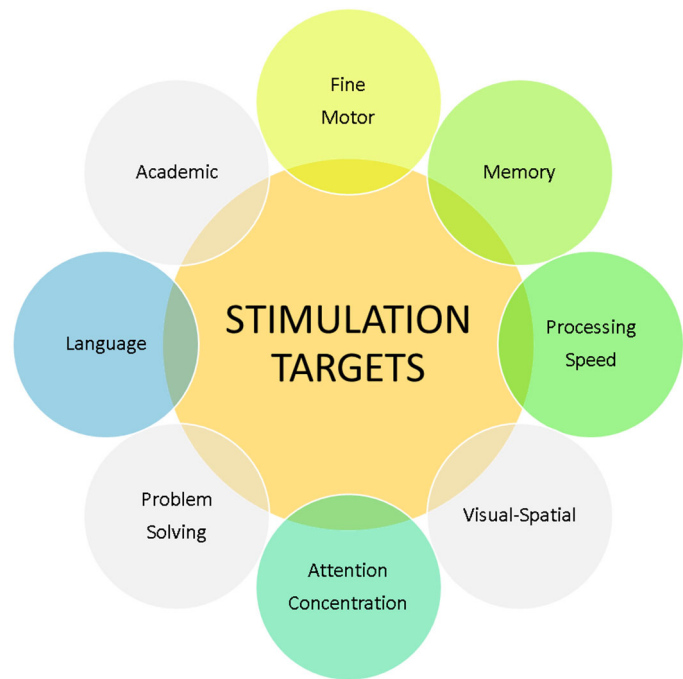 Fine
Motor
Academic
Memory
Language
STIMULATION
TARGETS
Processing
Speed
Problem
Solving
Visual-Spatial
Attention
Concentration